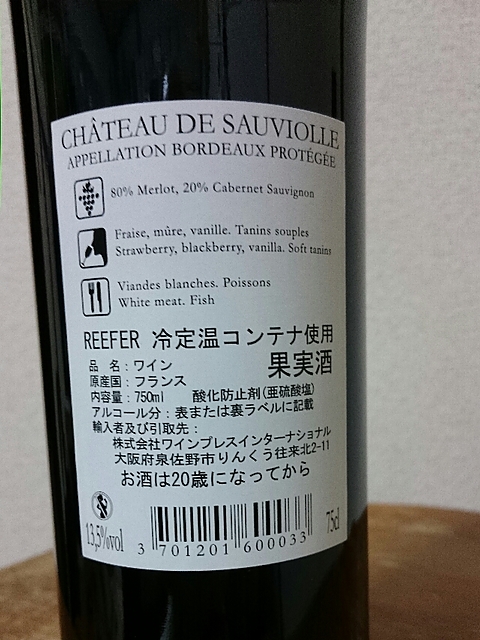 CHÂTEAU DE SAUVIOLLE
APPELLATION BORDEAUX PROTÉGÉE
80% Merlot, 20% Cabernet Sauvignon
Fraise, mûre, vanille. Tanins souples
Strawberry, blackberry, vanilla. Soft tanins
Viandes blanches. Poissons
White meat. Fish
REEFER 冷定温コンテナ使用
品 名：ワイン 果実酒
原産国：フランス
内容量：750ml 酸化防止剤(亜硫酸塩)
アルコール分：表または裏ラベルに記載
輸入者及び引取先：
株式会社ワインプレスインターナショナル
大阪府泉佐野市りんくう往来北2-11
お酒は20歳になってから
13,5%vol
75cl
3 701201 600033